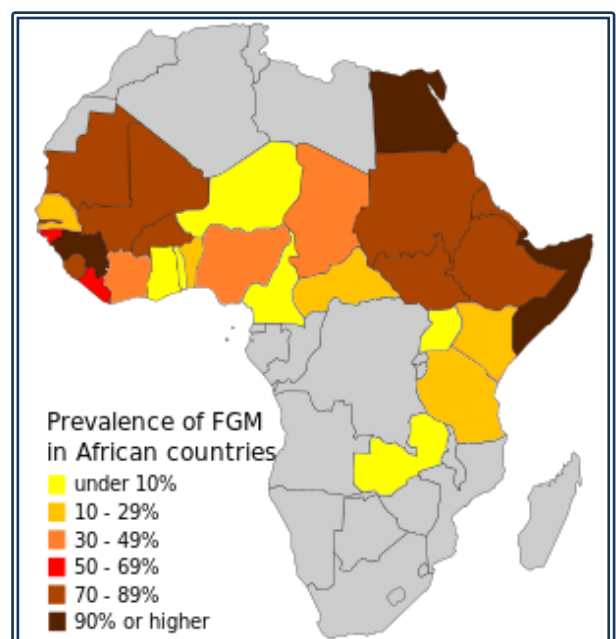 Prevalence of FGM
in African countries
under 10%
10 - 29%
30 - 49%
50 - 69%
70 - 89%
90% or higher